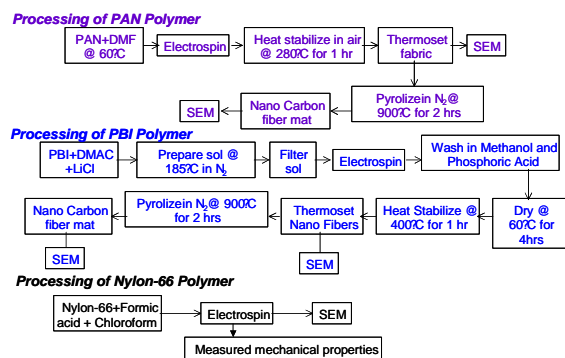 Processing of PAN Polymer
PAN+DMF
@ 60?C
Electrospin
Heat stabilize in air
@ 280?C for 1 hr
Thermoset
fabric
SEM
Pyrolizein N2@
900?C for 2 hrs
Nano Carbon
fiber mat
SEM
Processing of PBI Polymer
PBI+DMAC
+LiCl
Prepare sol @
185?C in N2
Filter
sol
Electrospin
Wash in Methanol and
Phosphoric Acid
Dry @
60?C for
4hrs
Heat Stabilize @
400?C for 1 hr
Thermoset
Nano Fibers
SEM
Pyrolizein N2@ 900?C
for 2 hrs
Nano Carbon
fiber mat
SEM
Processing of Nylon-66 Polymer
Nylon-66+Formic
acid + Chloroform
Electrospin
SEM
Measured mechanical properties